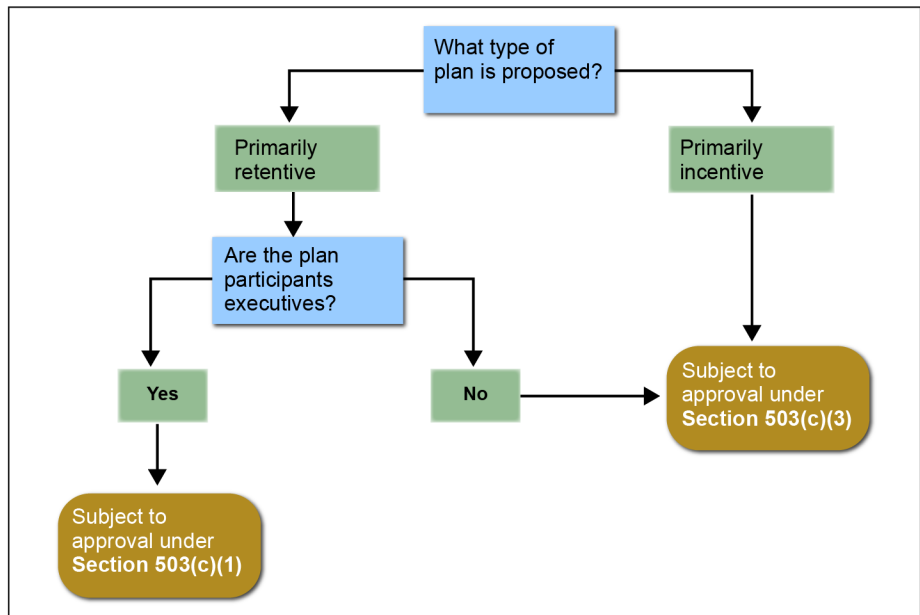 What type of
plan is proposed?
Primarily
retentive
Primarily
incentive
Are the plan
participants
executives?
Yes
No
Subject to
approval under
Section 503(c)(3)
Subject to
approval under
Section 503(c)(1)